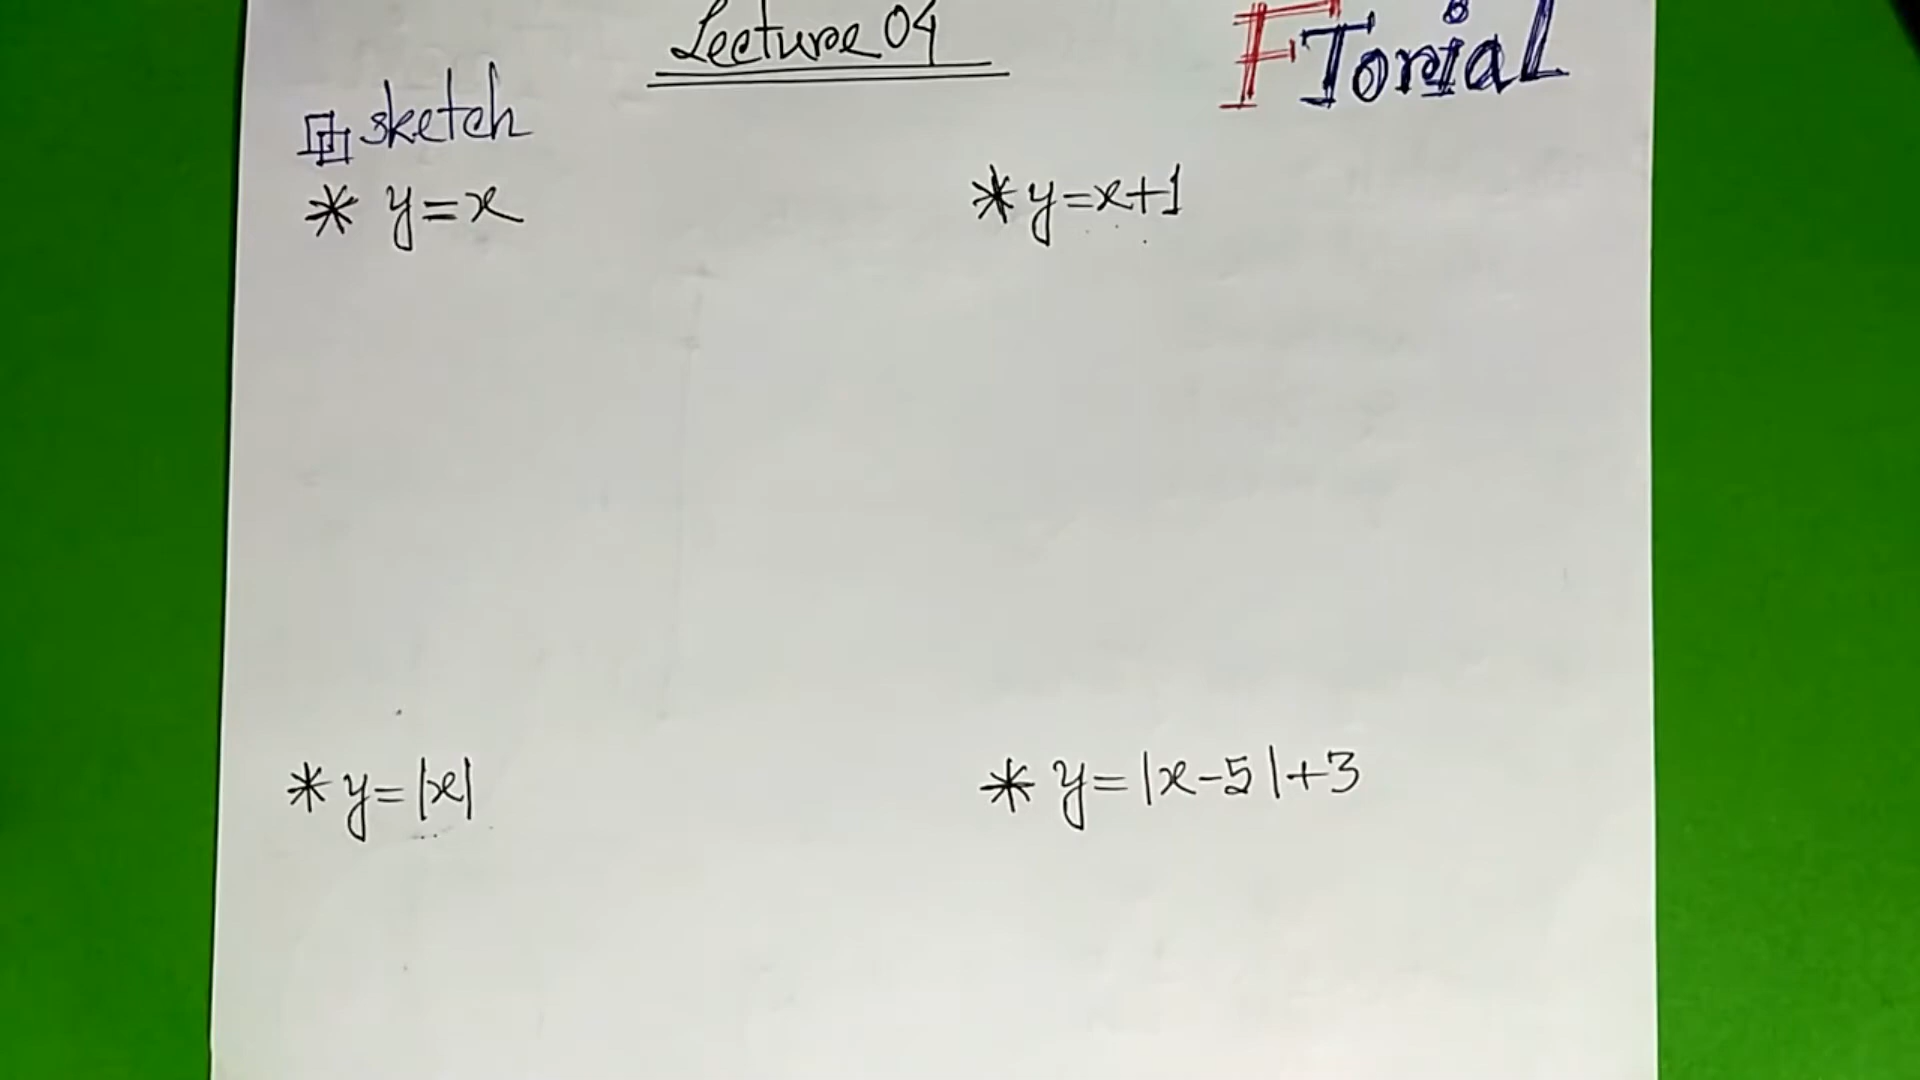 Lecture 04
FTorial
sketch
* y=x
* y=x+1
* y=|x|
* y=|x-5|+3